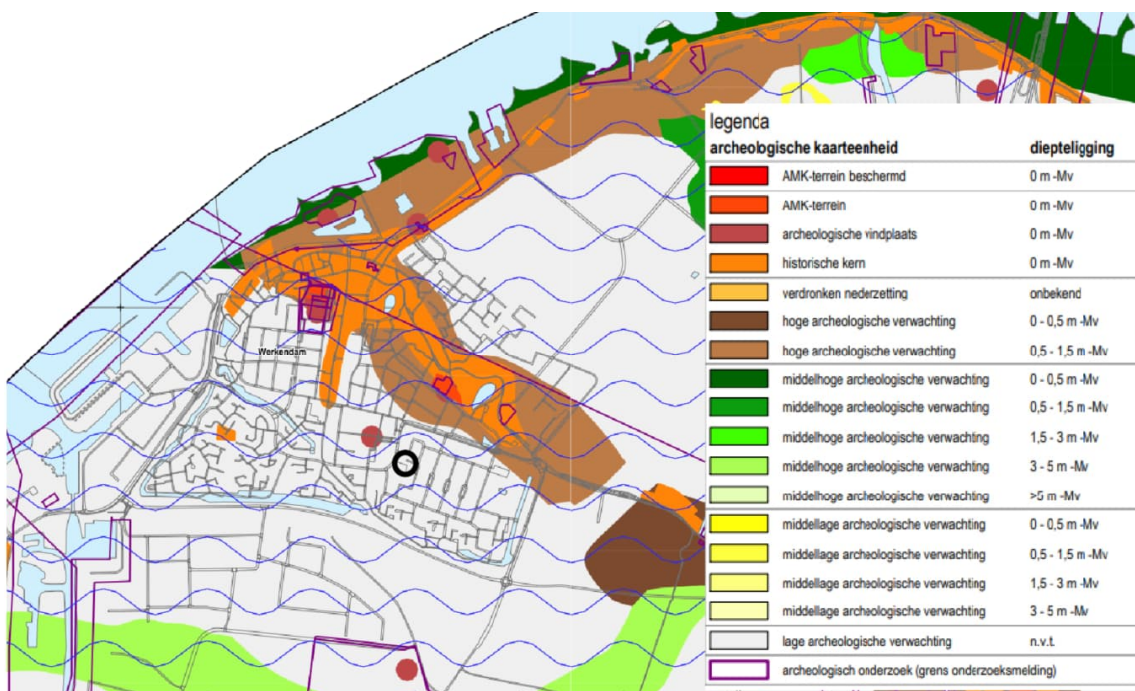 Werkendam
legenda
archeologische kaarteenheid diepteligging
AMK-terrein beschermd 0 m -Mv
AMK-terrein 0 m -Mv
archeologische vindplaats 0 m -Mv
historische kern 0 m -Mv
verdronken nederzetting onbekend
hoge archeologische verwachting 0 - 0,5 m -Mv
hoge archeologische verwachting 0,5 - 1,5 m -Mv
middelhoge archeologische verwachting 0 - 0,5 m -Mv
middelhoge archeologische verwachting 0,5 - 1,5 m -Mv
middelhoge archeologische verwachting 1,5 - 3 m -Mv
middelhoge archeologische verwachting 3 - 5 m -Mv
middelhoge archeologische verwachting >5 m -Mv
middellage archeologische verwachting 0 - 0,5 m -Mv
middellage archeologische verwachting 0,5 - 1,5 m -Mv
middellage archeologische verwachting 1,5 - 3 m -Mv
middellage archeologische verwachting 3 - 5 m -Mv
lage archeologische verwachting n.v.t.
archeologisch onderzoek (grens onderzoeksmelding)